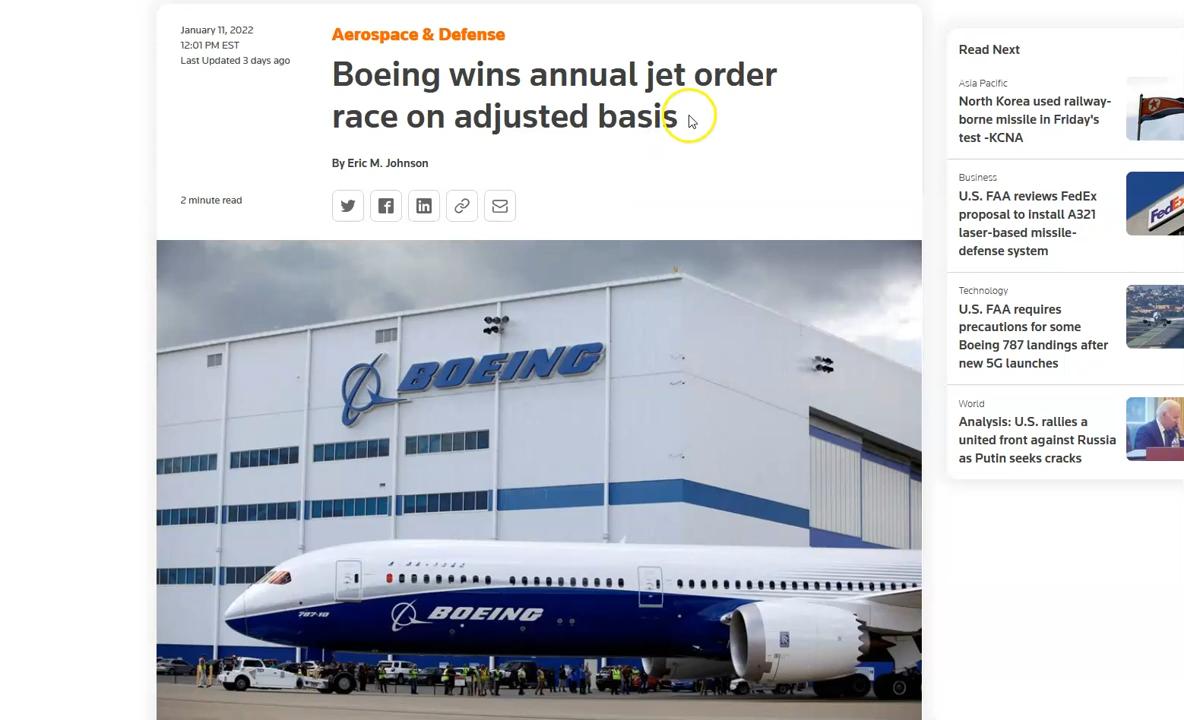 January 11, 2022
12:01 PM EST
Last Updated 3 days ago
Aerospace & Defense
Boeing wins annual jet order
race on adjusted basis
By Eric M. Johnson
2 minute read
BOEING
787-10
BOEING
Read Next
Asia Pacific
North Korea used railway-
borne missile in Friday's
test -KCNA
Business
U.S. FAA reviews FedEx
proposal to install A321
laser-based missile-
defense system
FedEx
Technology
U.S. FAA requires
precautions for some
Boeing 787 landings after
new 5G launches
World
Analysis: U.S. rallies a
united front against Russia
as Putin seeks cracks